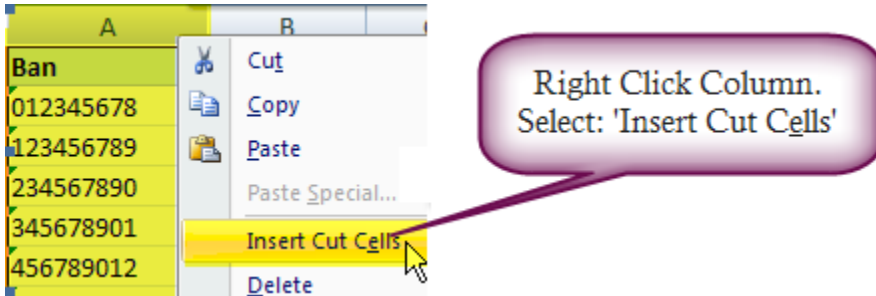 A B
Ban
012345678
123456789
234567890
345678901
456789012
Cut
Copy
Paste
Paste Special...
Insert Cut Cells
Delete
Right Click Column.
Select: 'Insert Cut Cells'